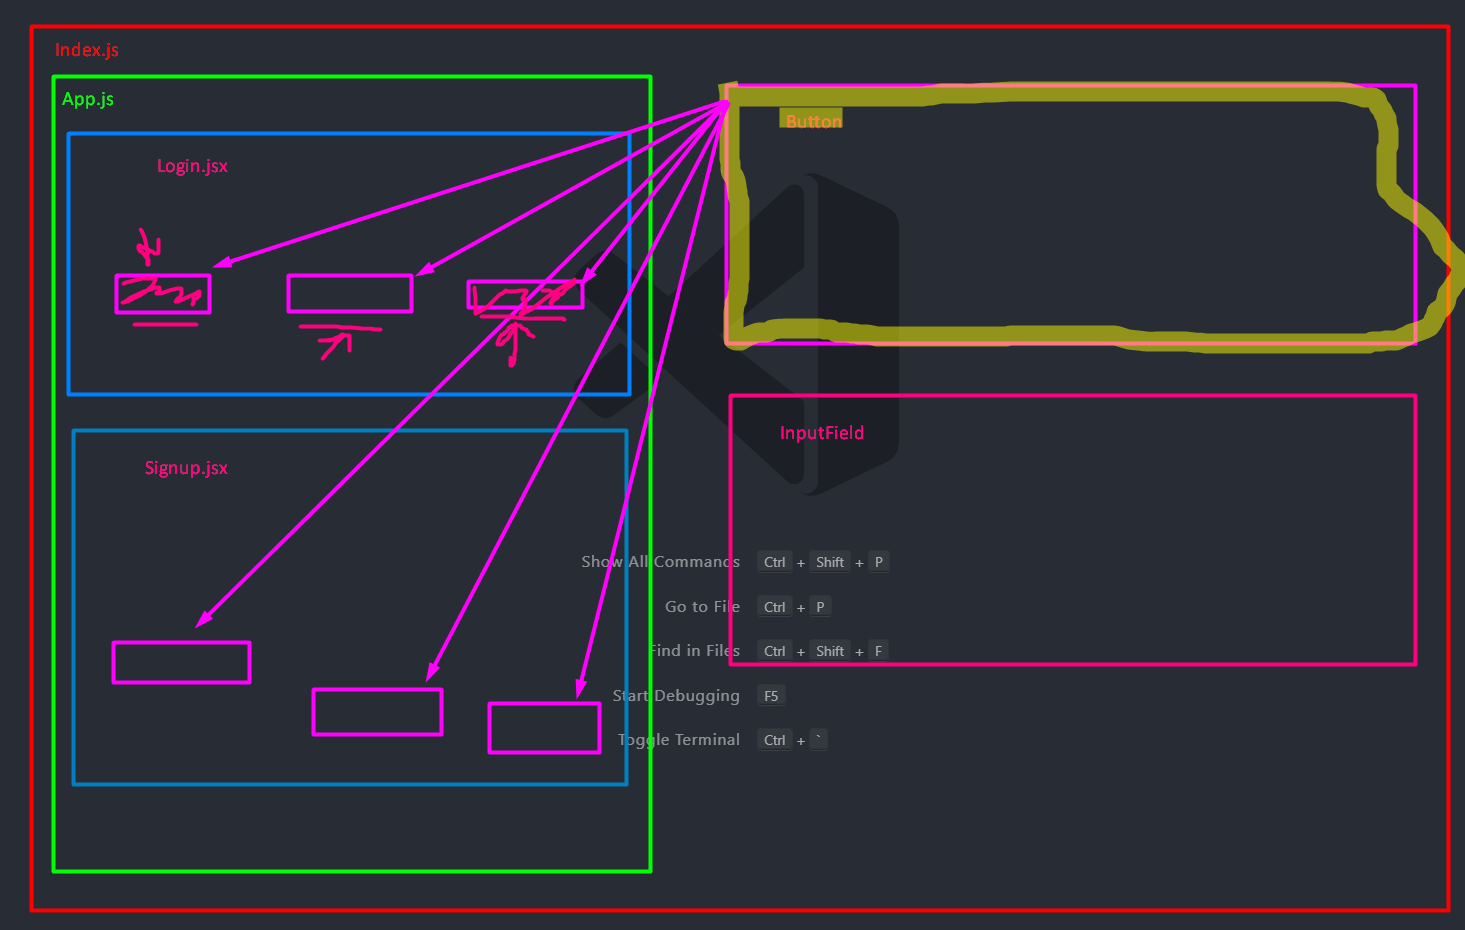 Index.js
App.js
Button
Login.jsx
InputField
Signup.jsx
Show All Commands Ctrl + Shift + P
Go to File Ctrl + P
Find in Files Ctrl + Shift + F
Start Debugging F5
Toggle Terminal Ctrl + `